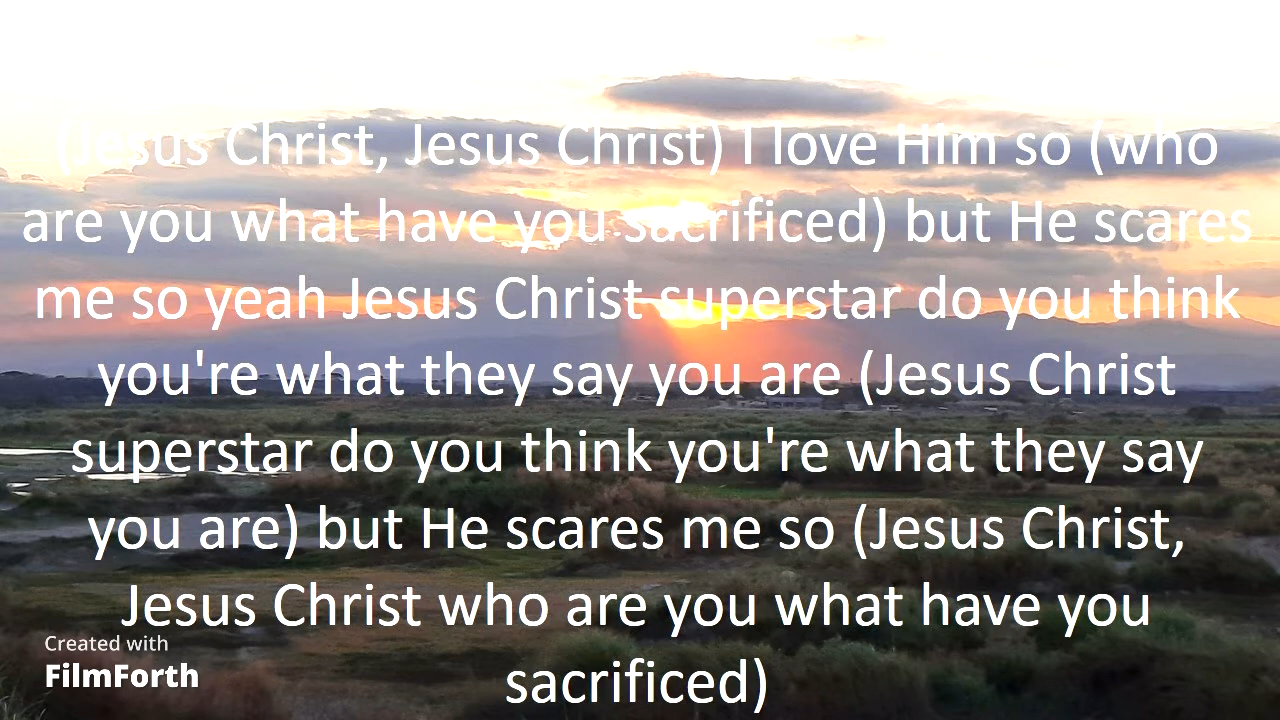 (Jesus Christ, Jesus Christ) I love Him so (who
are you what have you sacrificed) but He scares
me so yeah Jesus Christ superstar do you think
you're what they say you are (Jesus Christ
superstar do you think you're what they say
you are) but He scares me so (Jesus Christ,
Jesus Christ who are you what have you
sacrificed)
Created with
FilmForth